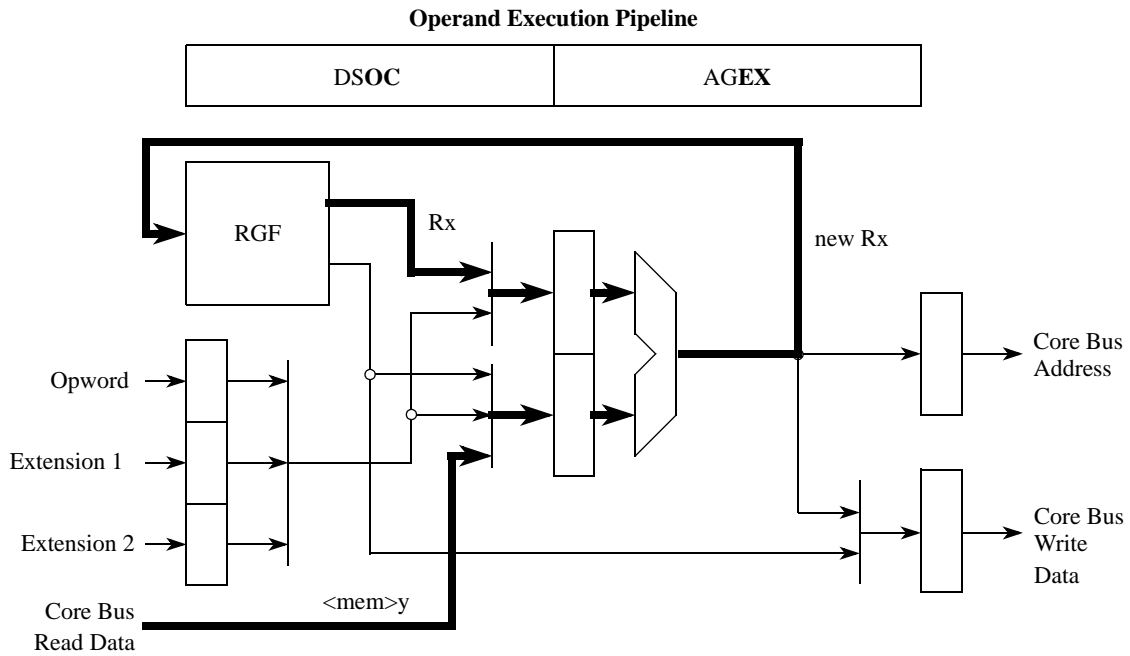 Operand Execution Pipeline
DSOC
AGEX
Rx
RGF
new Rx
Core Bus
Address
Opword
Extension 1
Extension 2
Core Bus
Write
Data
<mem>y
Core Bus
Read Data